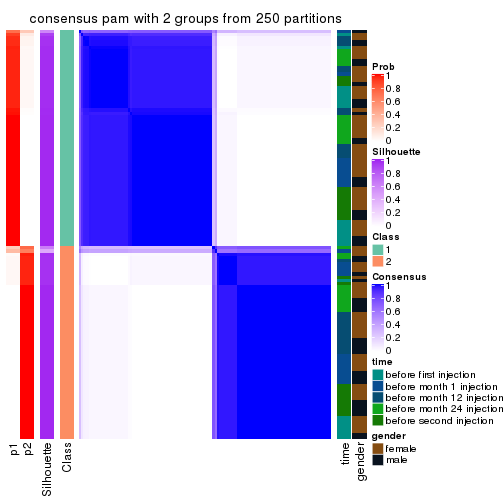 consensus pam with 2 groups from 250 partitions
Prob
1
0.8
0.6
0.4
0.2
0
Silhouette
1
0.8
0.6
0.4
0.2
0
Class
1
2
Consensus
1
0.8
0.6
0.4
0.2
0
time
before first injection
before month 1 injection
before month 12 injection
before month 24 injection
before second injection
gender
female
male
p1
p2
Silhouette
Class
time
gender